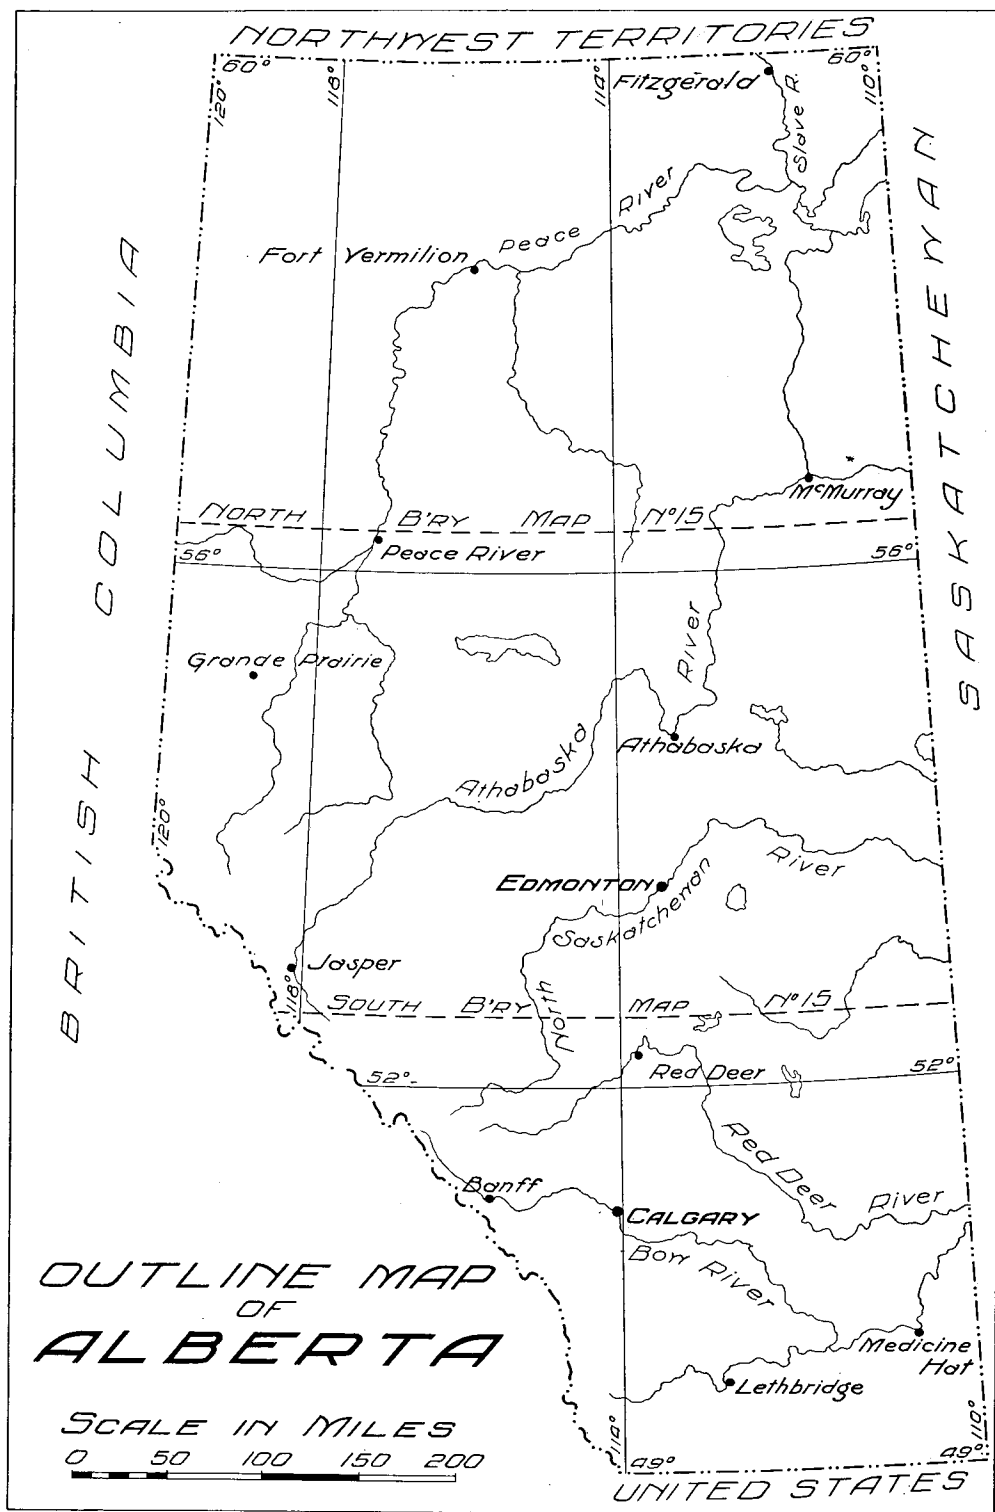 NORTHWEST TERRITORIES
60° 118° 114° 60°
120° 110°
Fitzgerald
Slave R.
Peace River
Fort Vermilion
BRITISH COLUMBIA
SASKATCHEWAN
McMurray
NORTH B'RY MAP Nº 15
56° Peace River 56°
Grande Prairie
Athabaska River
Athabaska
120°
EDMONTON
North Saskatchewan River
Jasper
118°
SOUTH B'RY MAP Nº 15
Red Deer
52° 52°
Red Deer River
Banff
CALGARY
Bow River
Medicine
Hat
Lethbridge
114° 110°
49° 49°
UNITED STATES
OUTLINE MAP
OF
ALBERTA
SCALE IN MILES
0 50 100 150 200